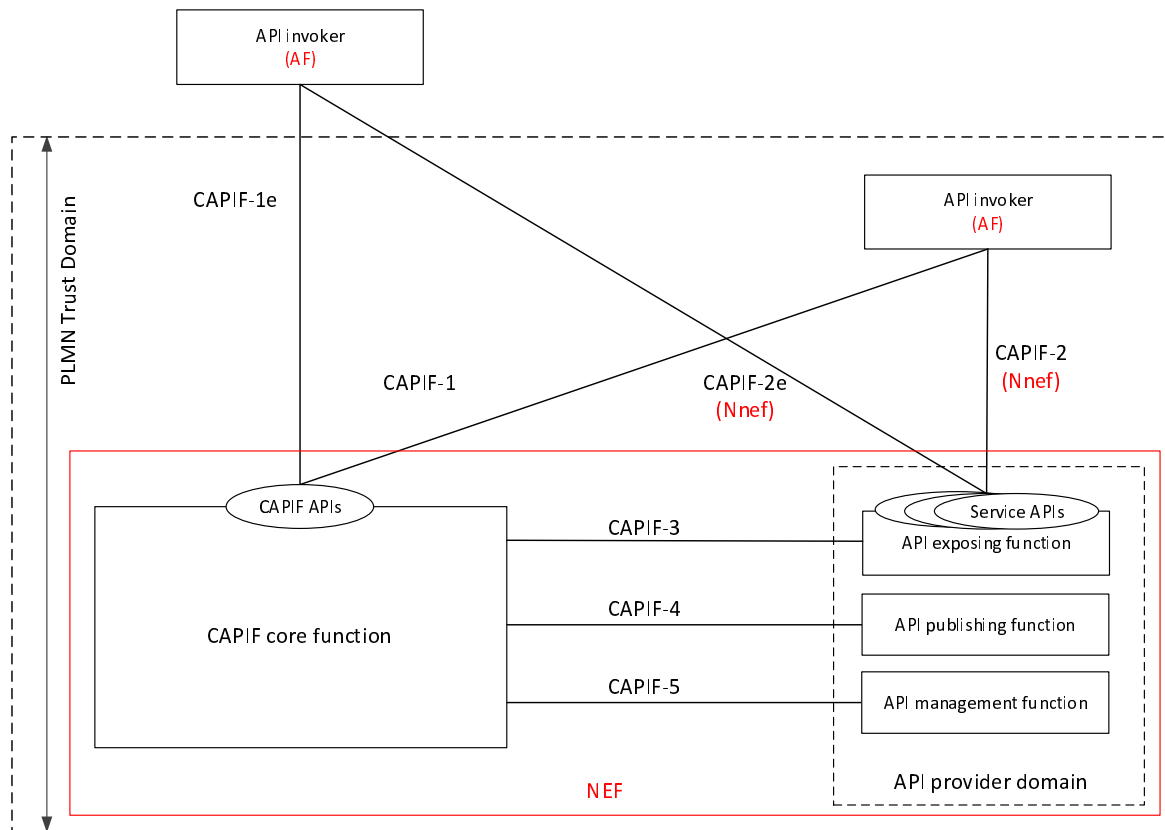 API invoker
(AF)
CAPIF-1e
API invoker
(AF)
PLMN Trust Domain
CAPIF-1
CAPIF-2e
(Nnef)
CAPIF-2
(Nnef)
CAPIF APIs
Service APIs
API exposing function
CAPIF-3
CAPIF core function
CAPIF-4
API publishing function
CAPIF-5
API management function
API provider domain
NEF